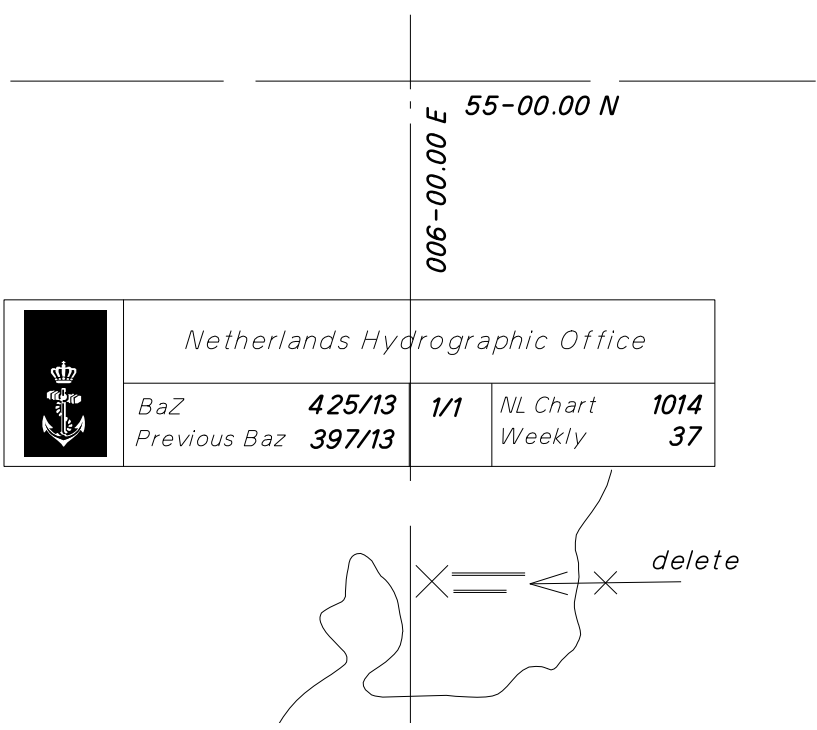 55-00.00 N
006-00.00 E
Netherlands Hydrographic Office
BaZ 425/13 1/1 NL Chart 1014
Previous Baz 397/13 Weekly 37
delete